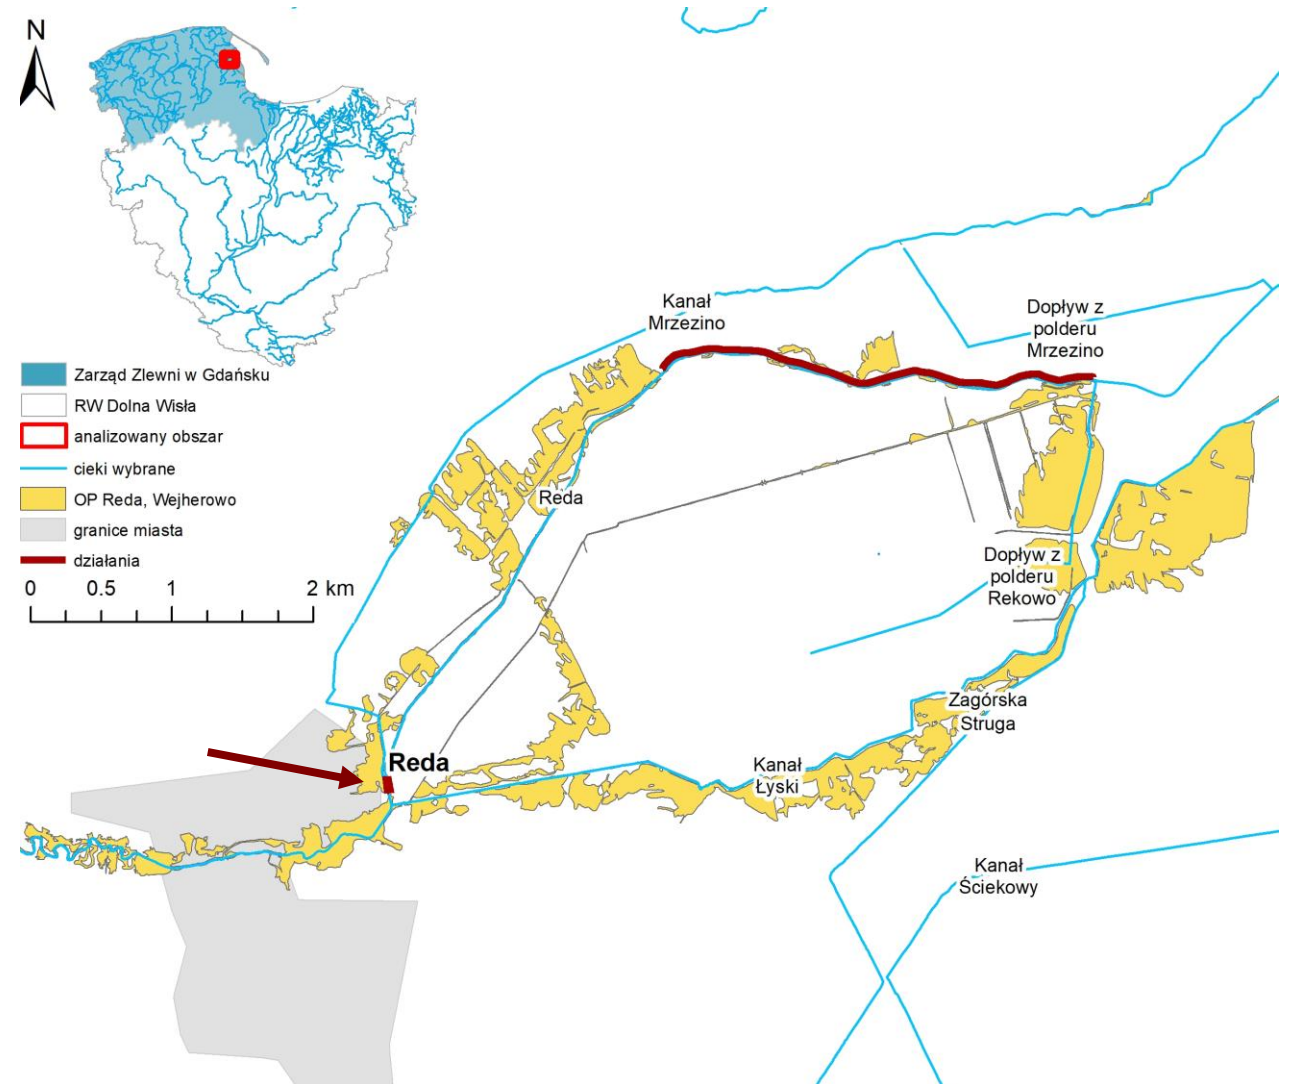 N
Zarząd Zlewni w Gdańsku
RW Dolna Wisła
analizowany obszar
cieki wybrane
OP Reda, Wejherowo
granice miasta
działania
0 0.5 1 2 km
Kanał
Mrzezino
Dopływ z
polderu
Mrzezino
Reda
Dopływ z
polderu
Rekowo
Zagórska
Struga
Reda
Kanał
Łyski
Kanał
Ściekowy